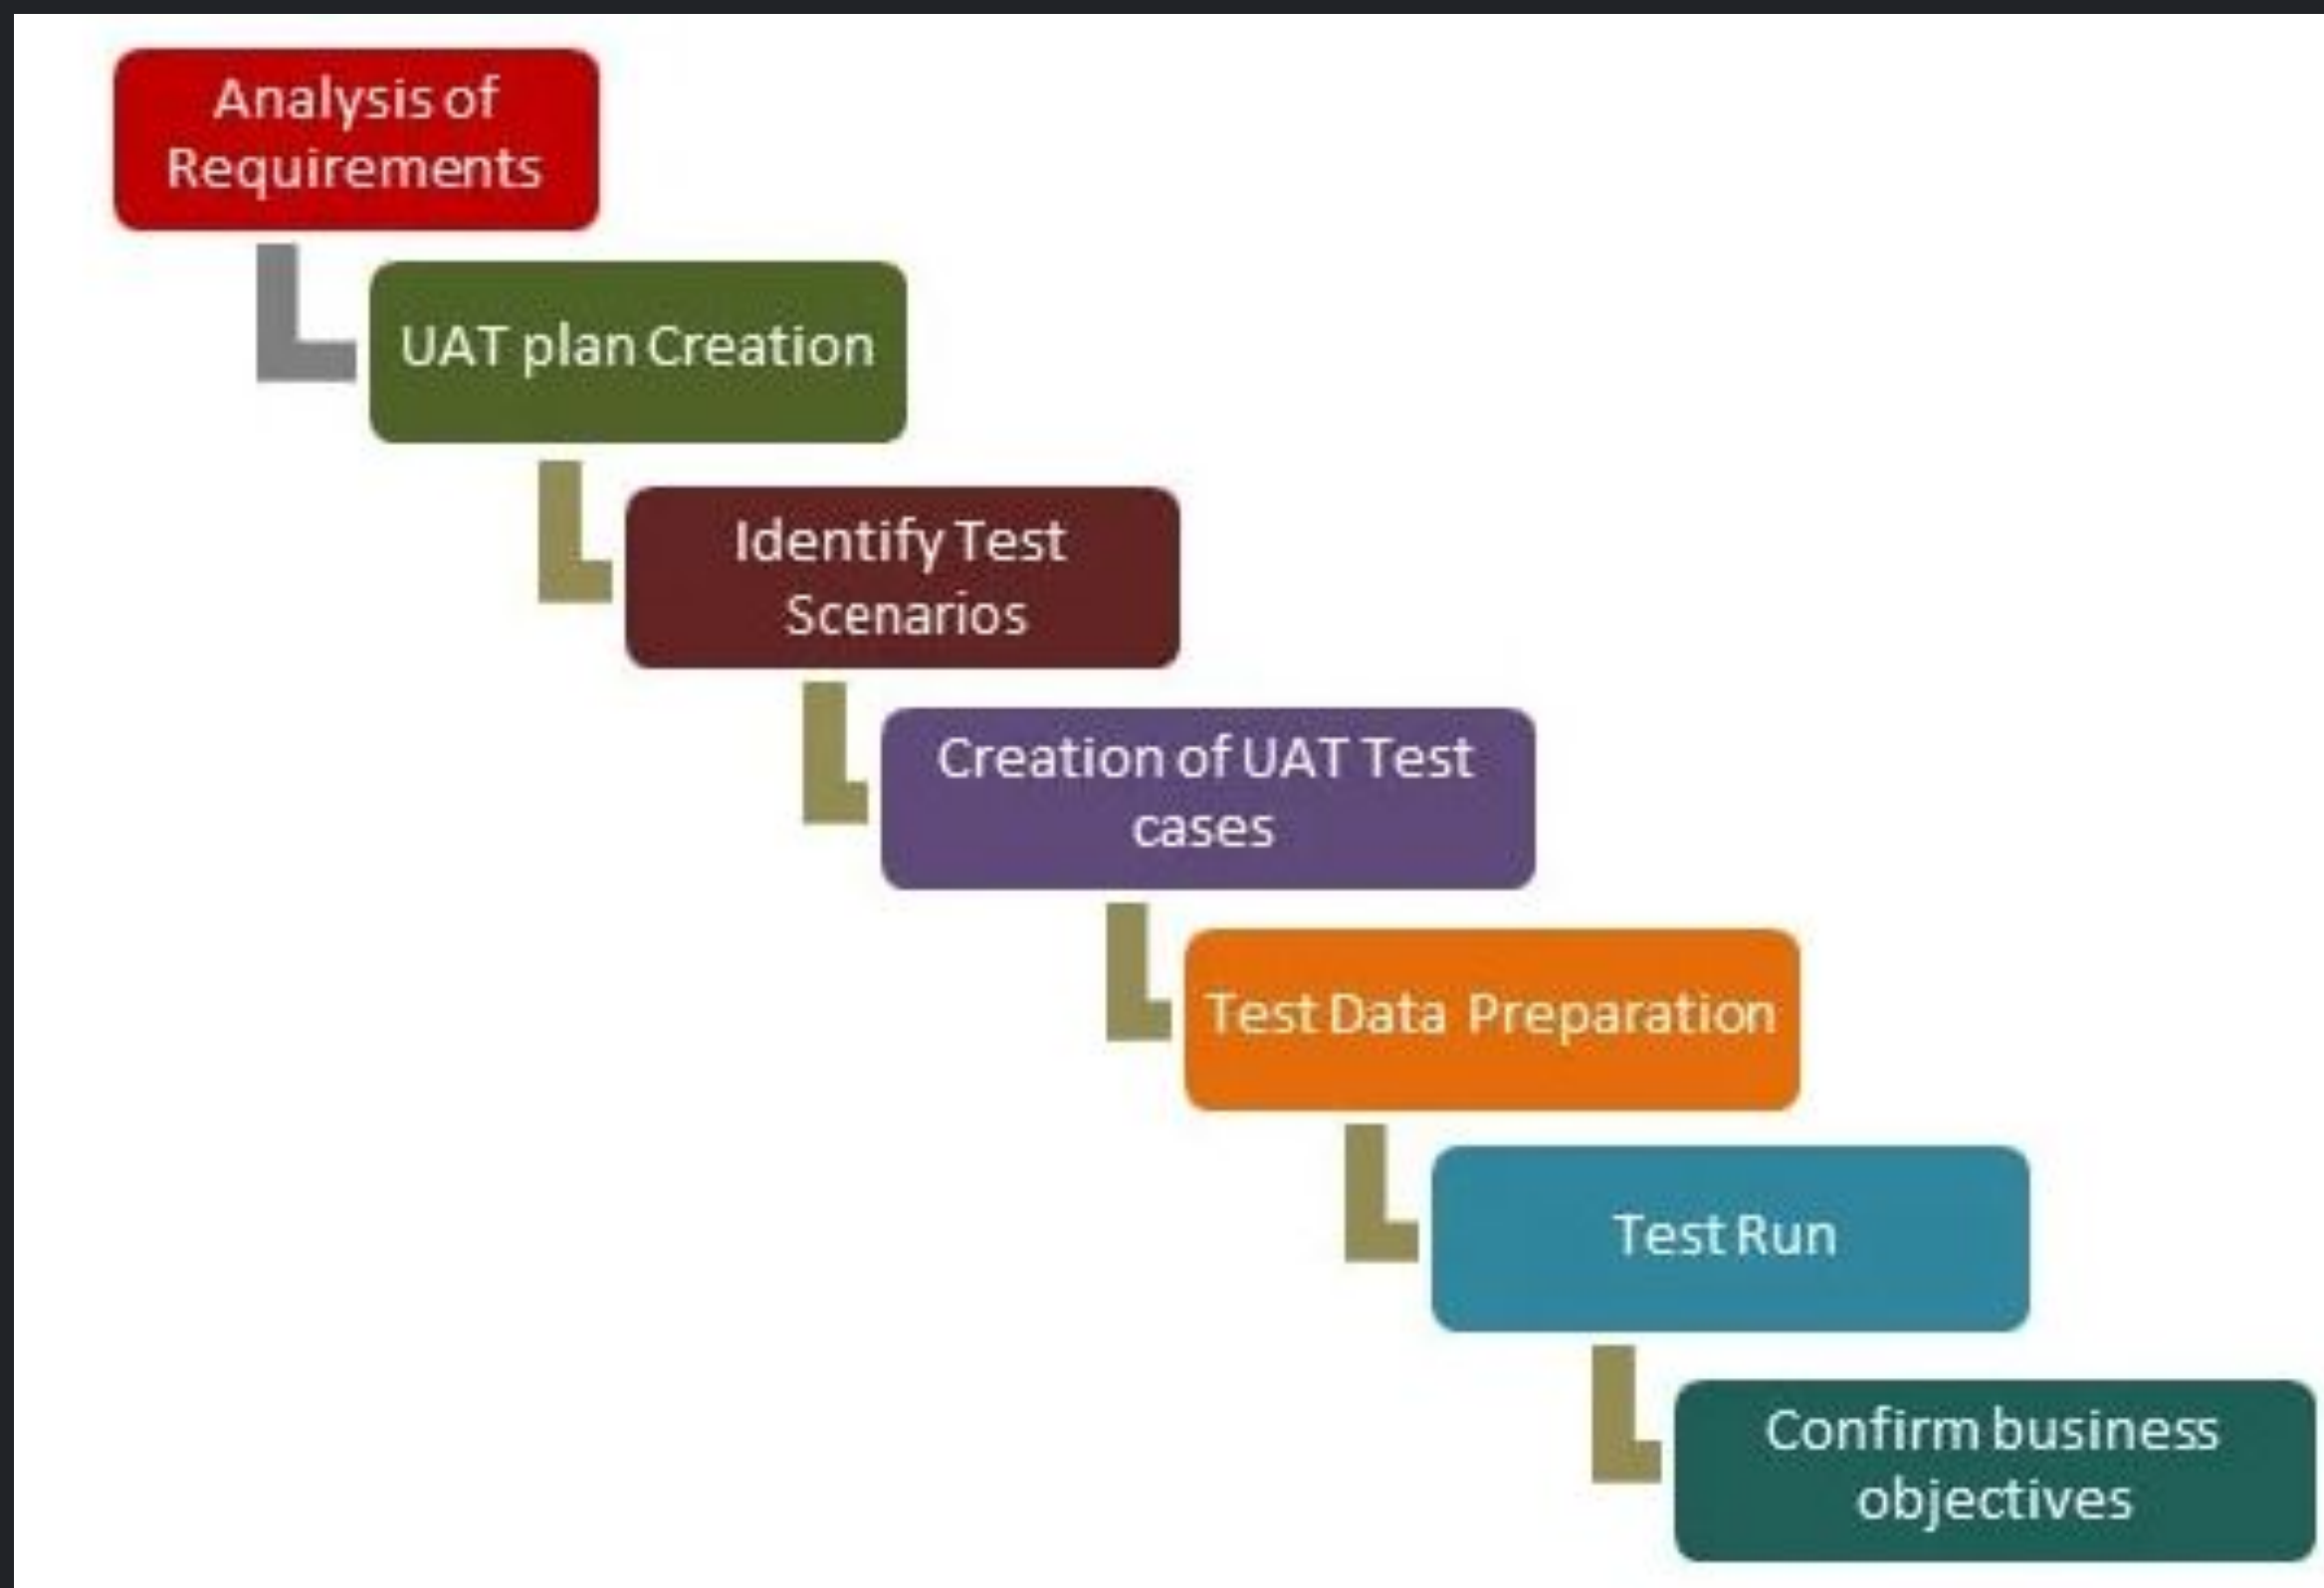 Analysis of
Requirements
UAT plan Creation
Identify Test
Scenarios
Creation of UAT Test
cases
Test Data Preparation
Test Run
Confirm business
objectives